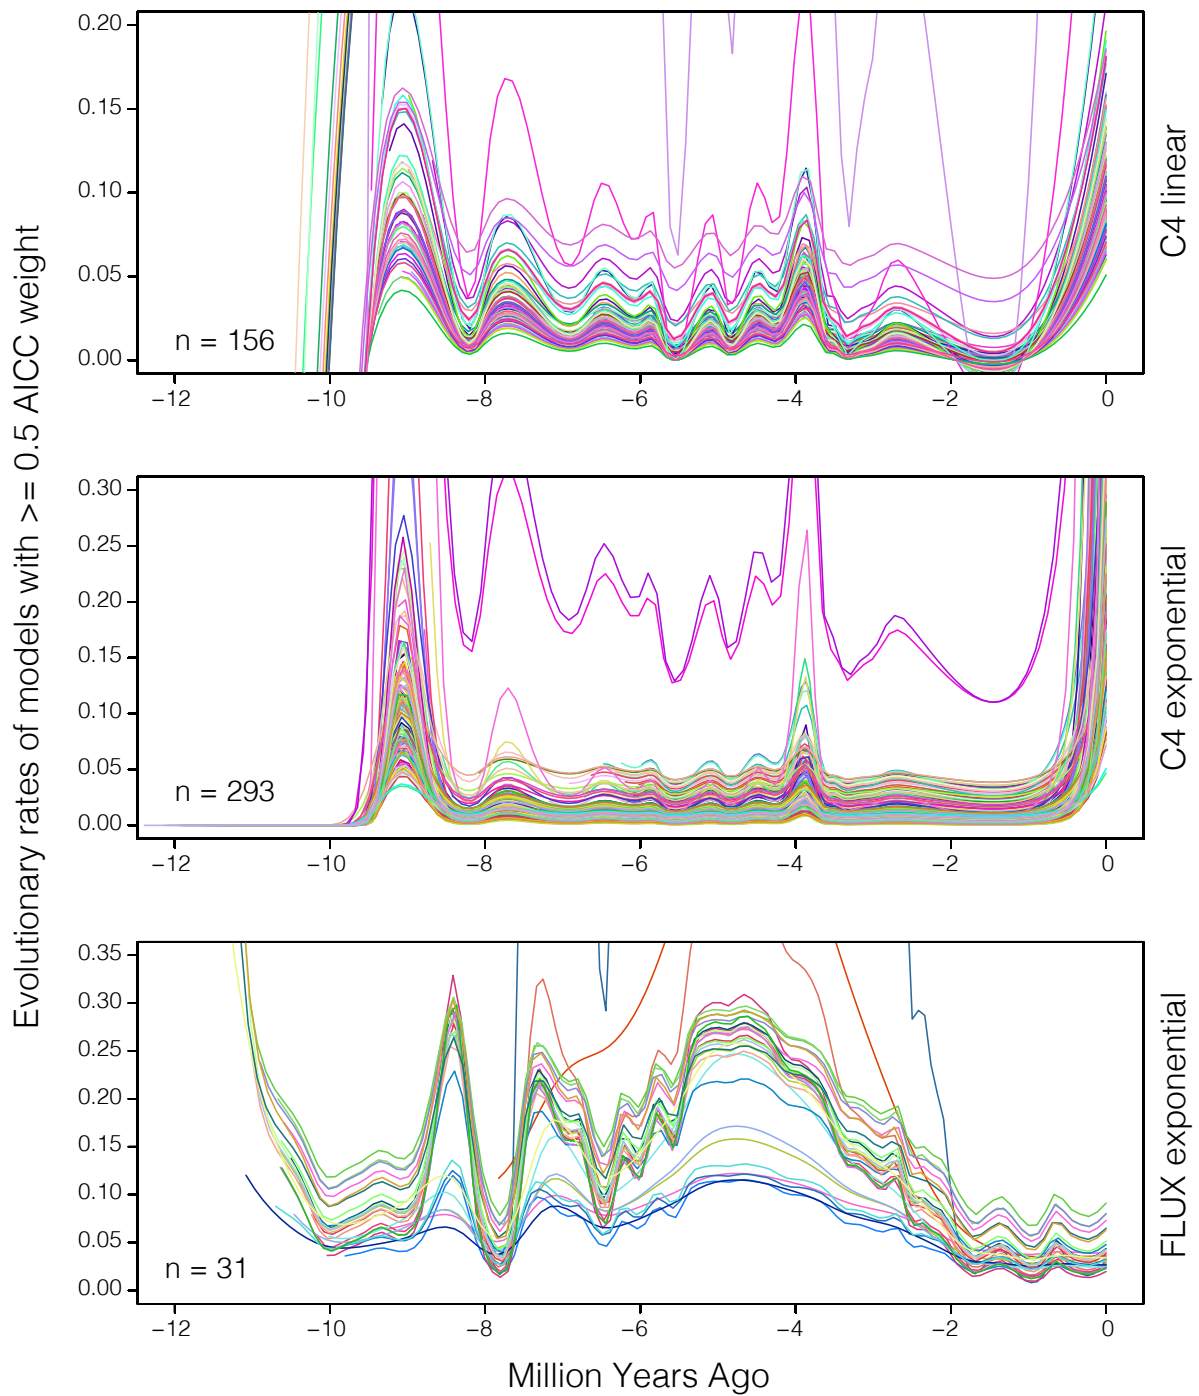 Evolutionary rates of models with >= 0.5 AICC weight
0.20
0.15
0.10
0.05
0.00
n = 156
−12 −10 −8 −6 −4 −2 0
C4 linear
0.30
0.25
0.20
0.15
0.10
0.05
0.00
n = 293
−12 −10 −8 −6 −4 −2 0
C4 exponential
0.35
0.30
0.25
0.20
0.15
0.10
0.05
0.00
n = 31
−12 −10 −8 −6 −4 −2 0
FLUX exponential
Million Years Ago